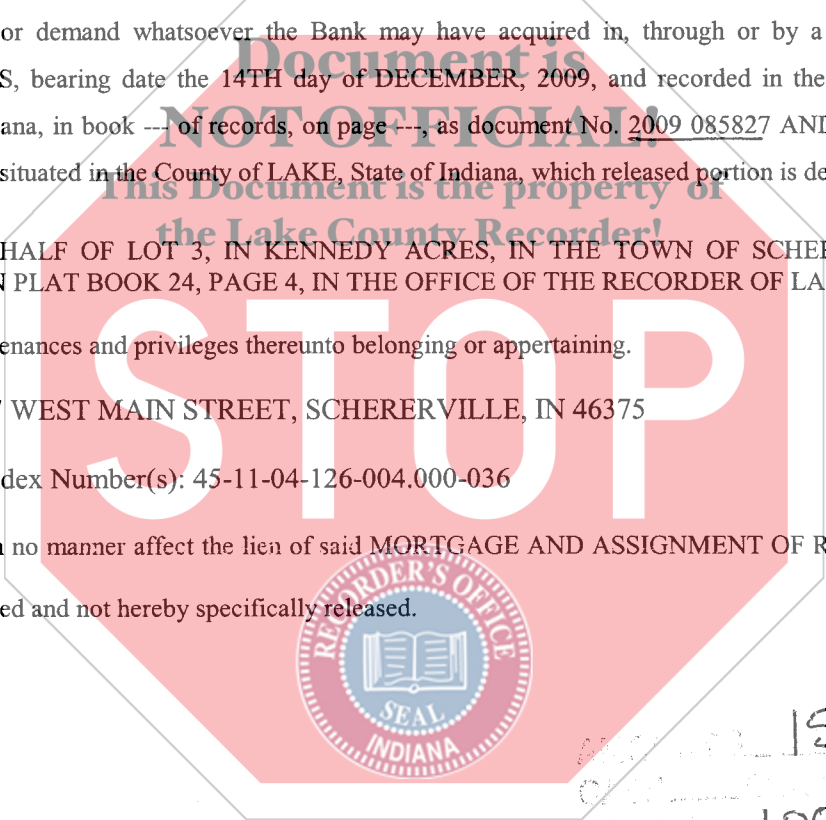 or demand whatsoever the Bank may have acquired in, through or by a
Document is
S, bearing date the 14TH day of DECEMBER, 2009, and recorded in the
NOT OFFICIAL!
ana, in book --- of records, on page ---, as document No. 2009 085827 AND
situated in the County of LAKE, State of Indiana, which released portion is de
This Document is the property of
the Lake County Recorder!
HALF OF LOT 3, IN KENNEDY ACRES, IN THE TOWN OF SCHER
PLAT BOOK 24, PAGE 4, IN THE OFFICE OF THE RECORDER OF LA
STOP
enances and privileges thereunto belonging or appertaining.
WEST MAIN STREET, SCHERERVILLE, IN 46375
dex Number(s): 45-11-04-126-004.000-036
no manner affect the lien of said MORTGAGE AND ASSIGNMENT OF R
ed and not hereby specifically released.
RECORDER'S OFFICE
SEAL
INDIANA